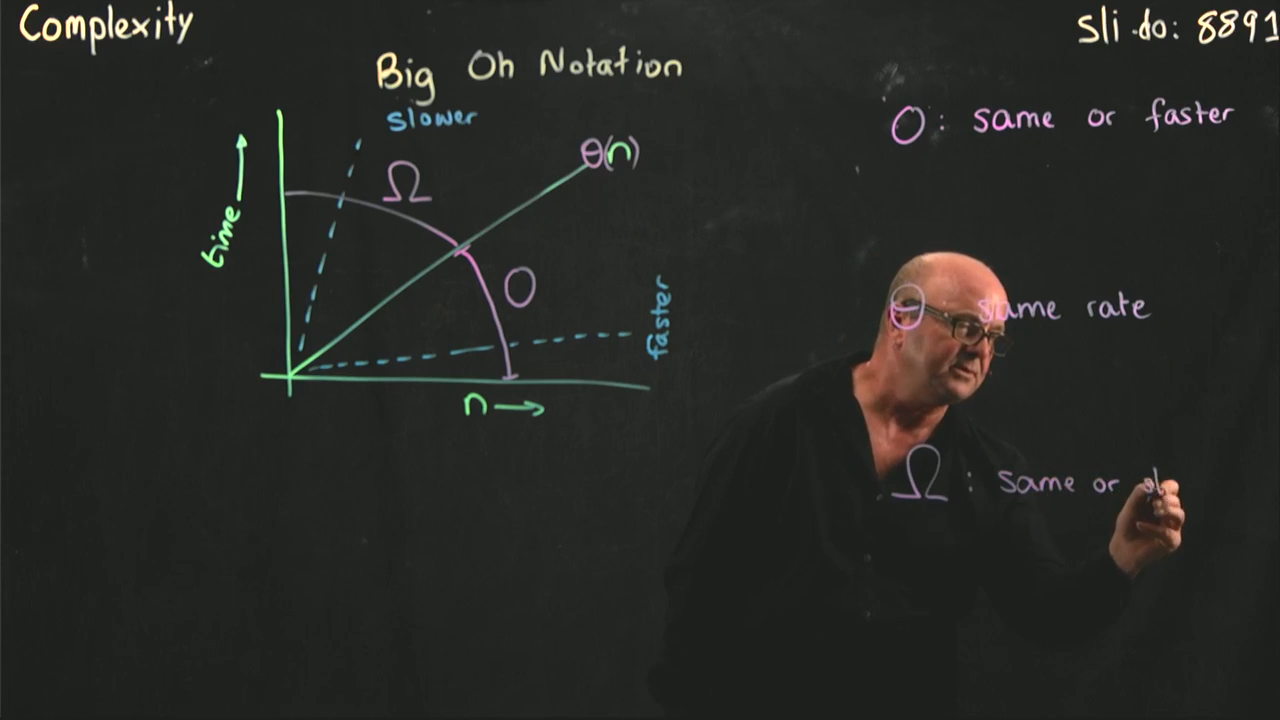 Complexity
Sli.do: 8891
Big Oh Notation
slower
Θ(n)
Ω
O
time
faster
n
O: same or faster
Θ same rate
Ω: same or